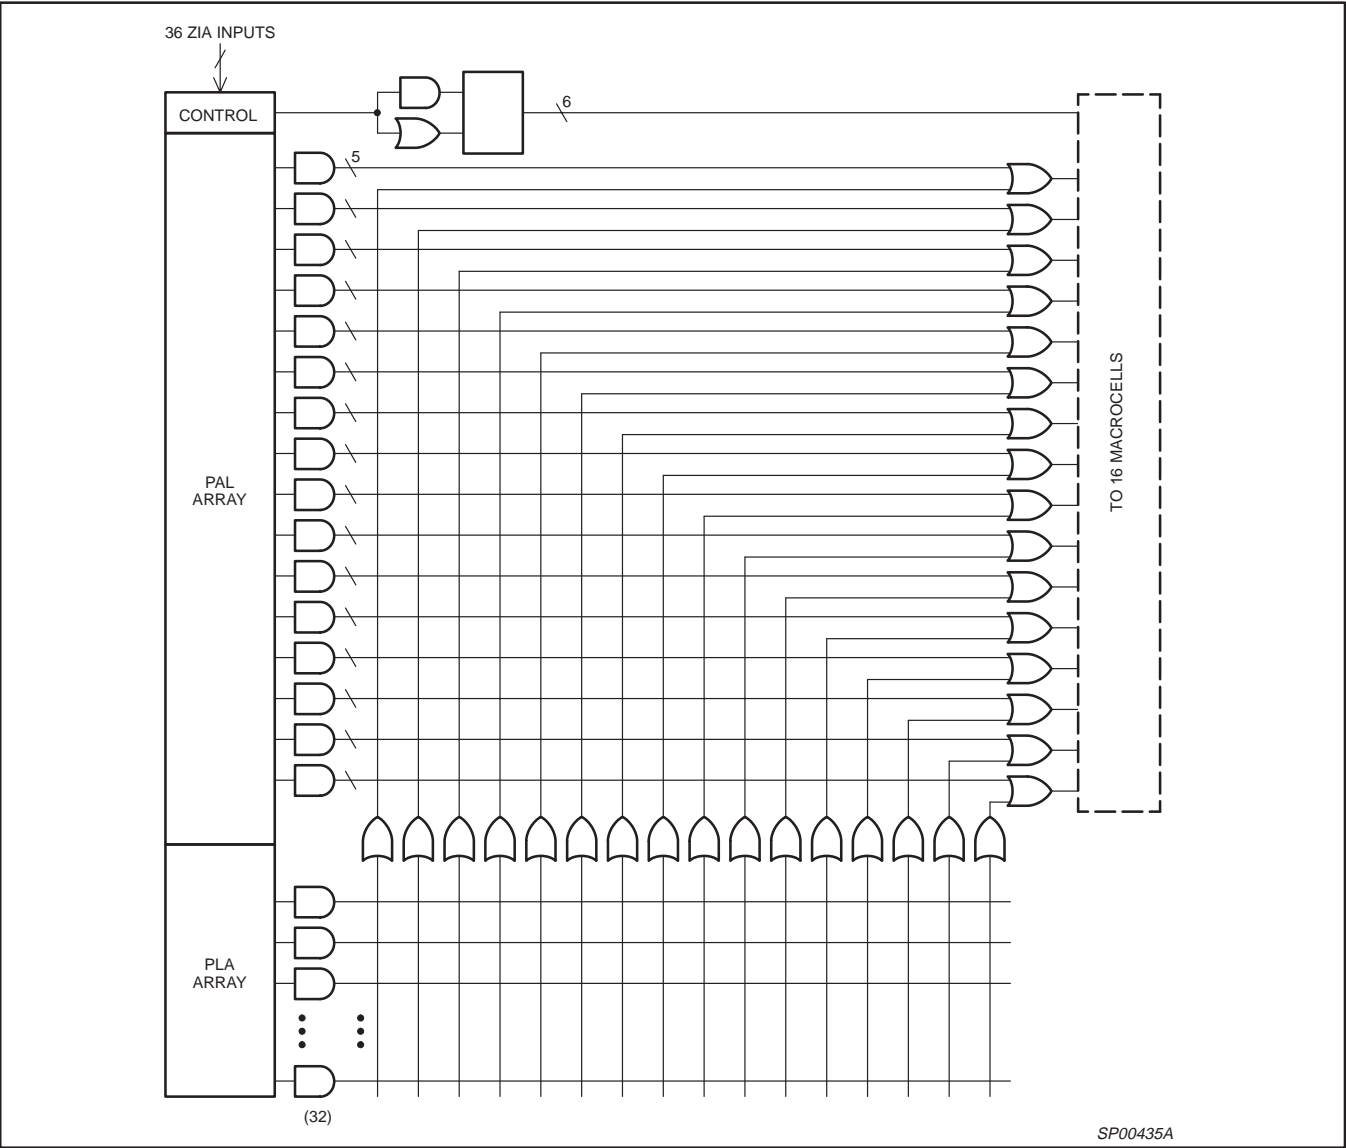 36 ZIA INPUTS
CONTROL
6
5
PAL
ARRAY
TO 16 MACROCELLS
PLA
ARRAY
(32)
SP00435A